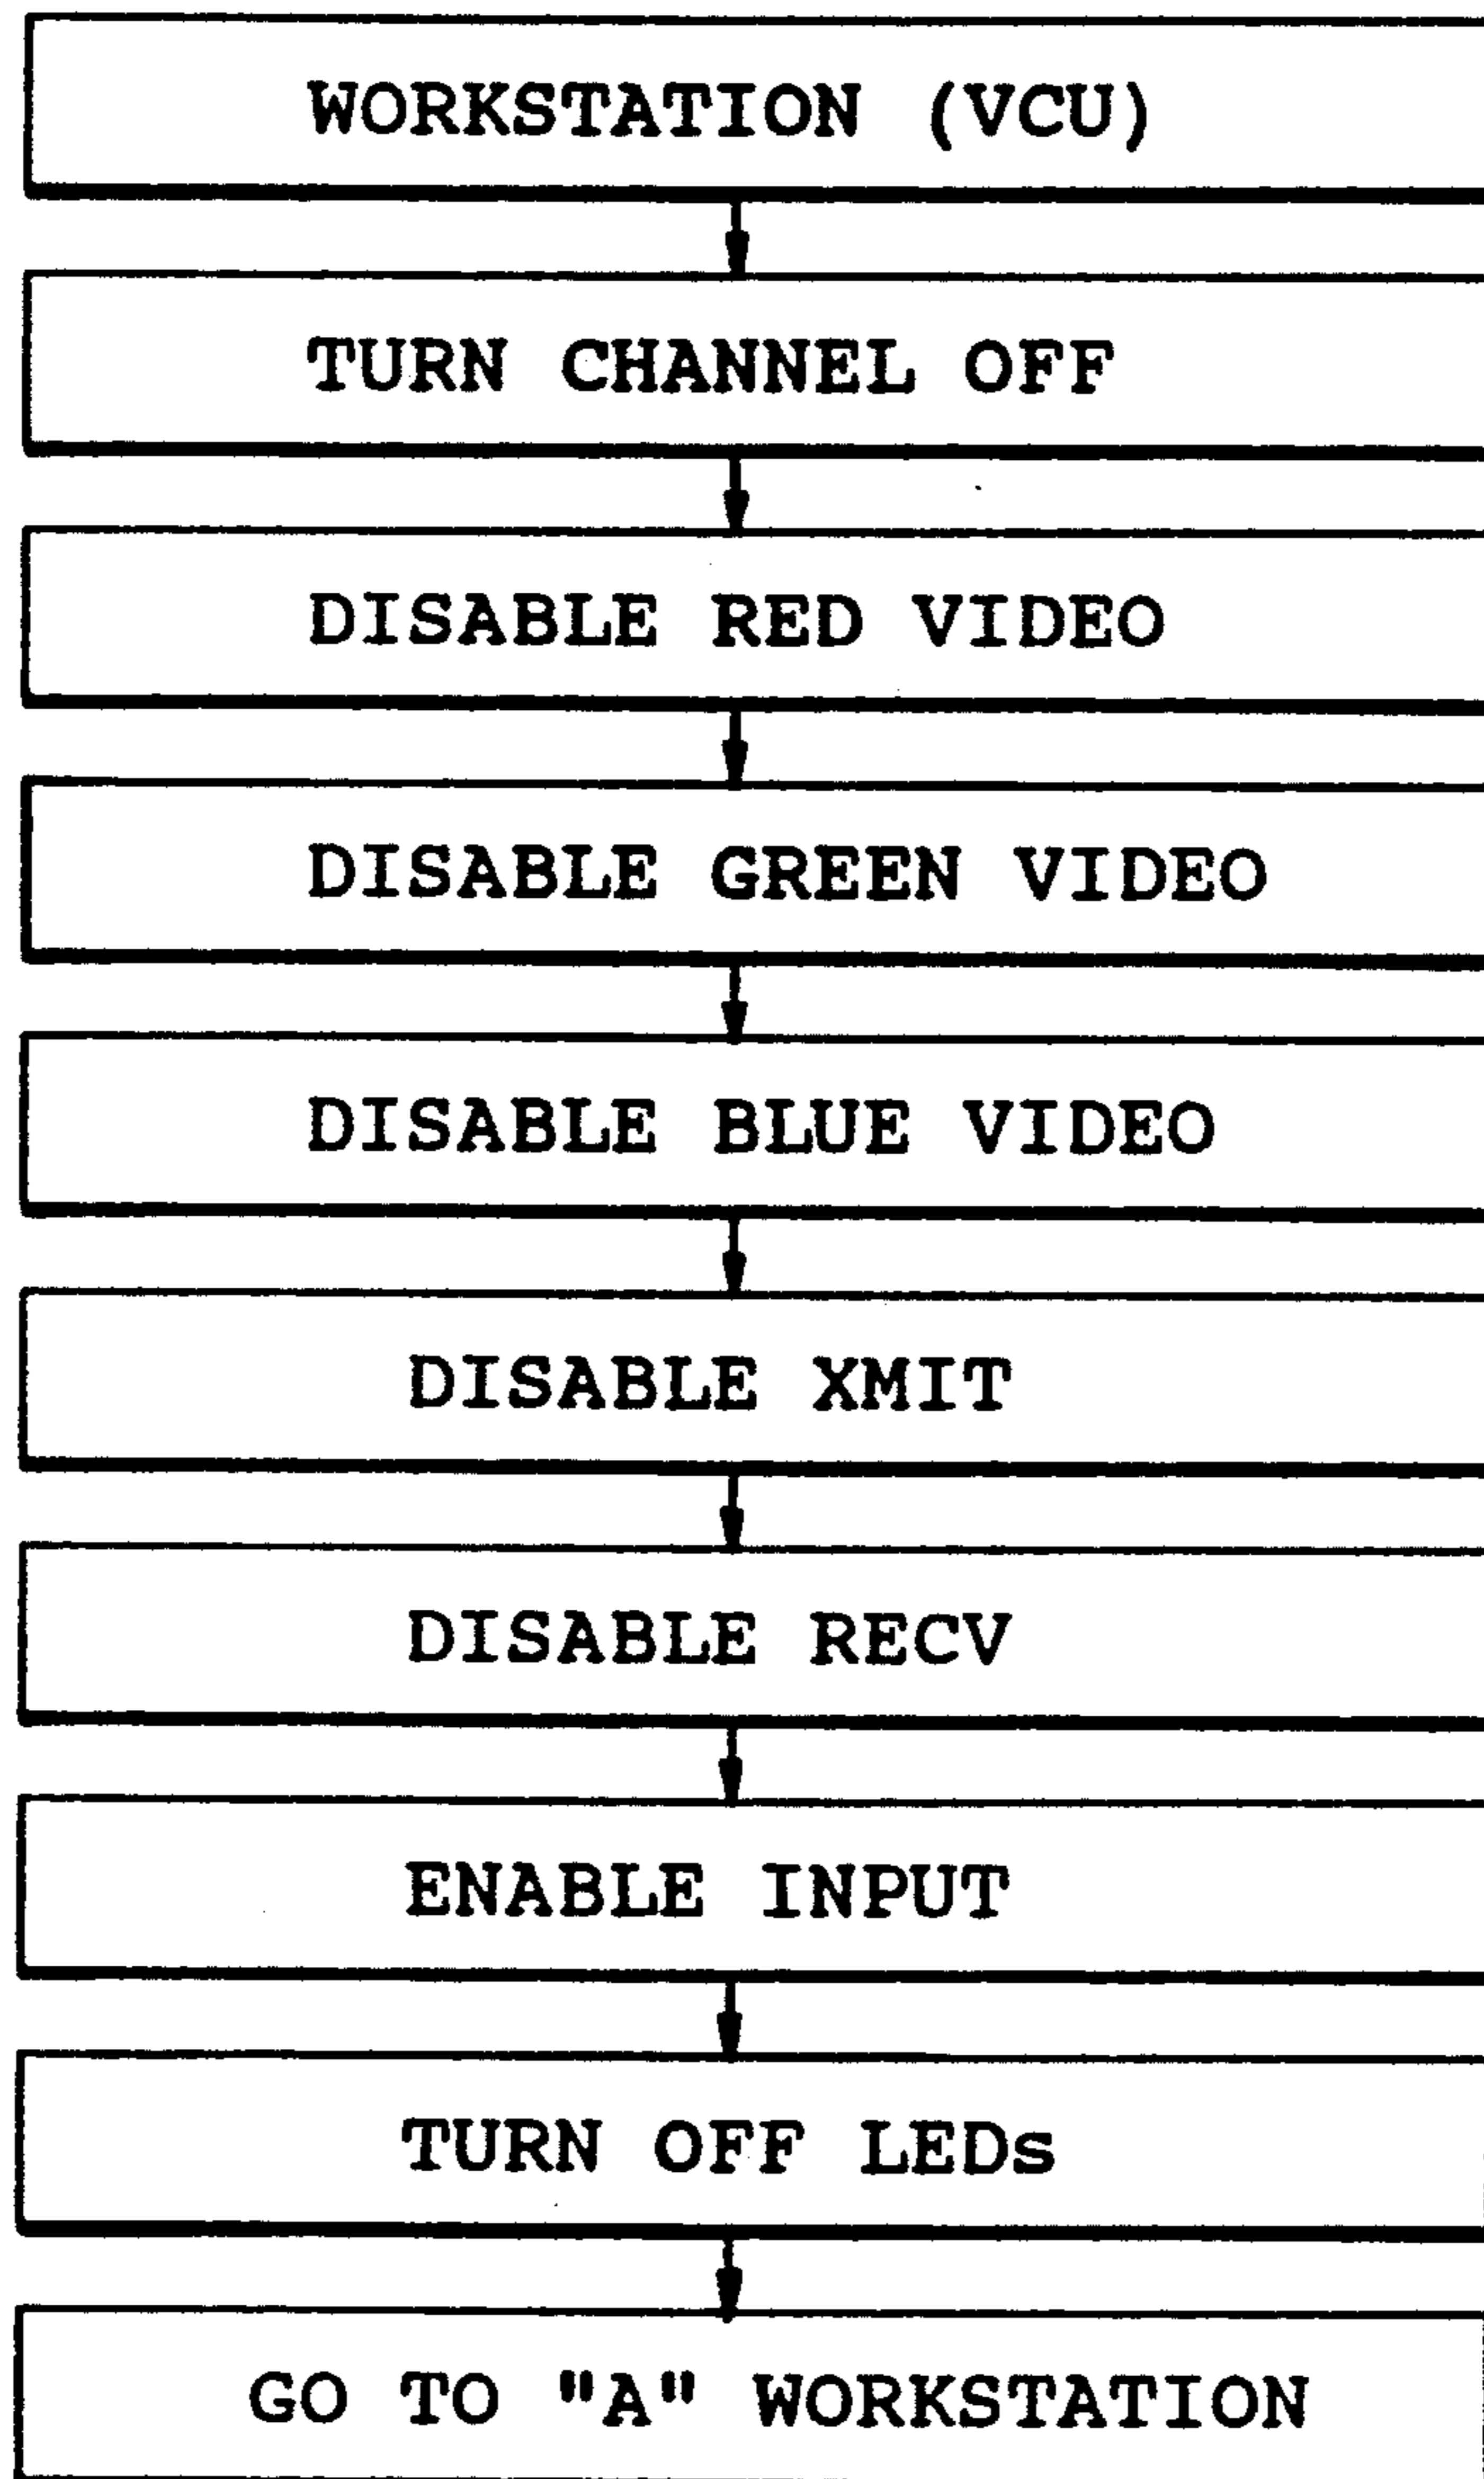 WORKSTATION (VCU)
TURN CHANNEL OFF
DISABLE RED VIDEO
DISABLE GREEN VIDEO
DISABLE BLUE VIDEO
DISABLE XMIT
DISABLE RECV
ENABLE INPUT
TURN OFF LEDs
GO TO "A" WORKSTATION